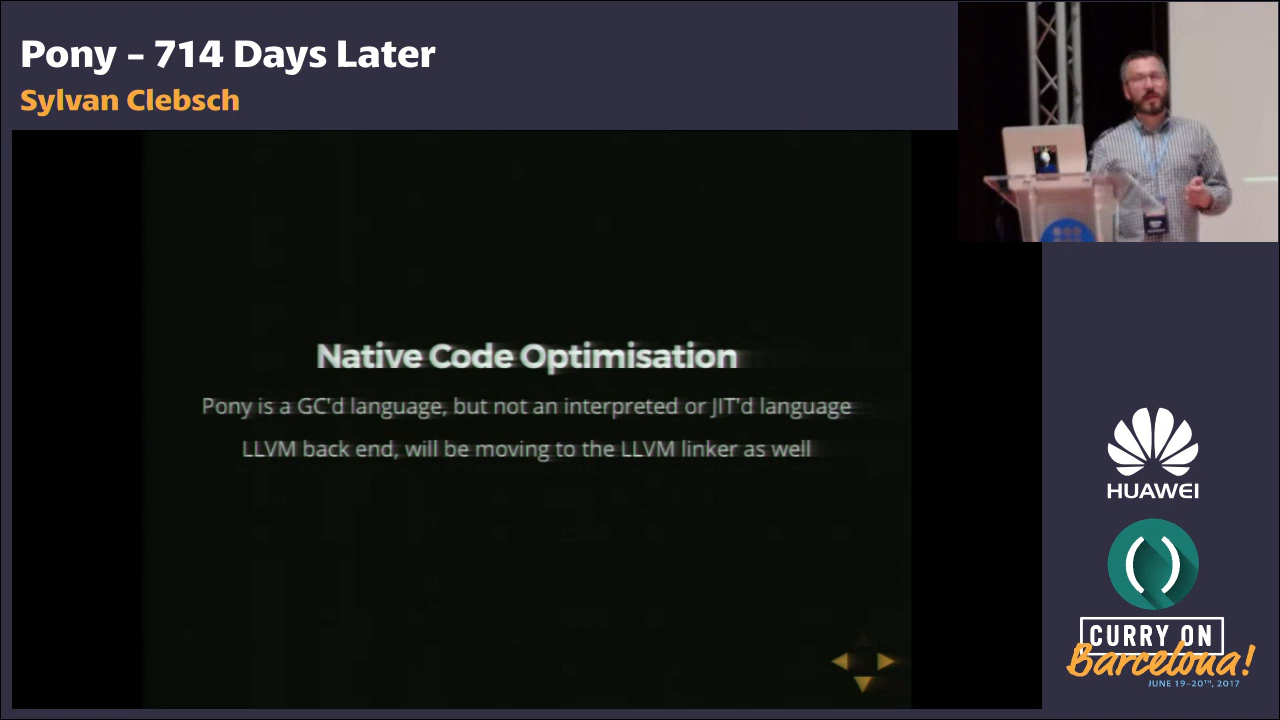 Pony – 714 Days Later
Sylvan Clebsch
Native Code Optimisation
Pony is a GC'd language, but not an interpreted or JIT'd language
LLVM back end, will be moving to the LLVM linker as well
HUAWEI
( )
CURRY ON
Barcelona!
JUNE 19-20TH, 2017